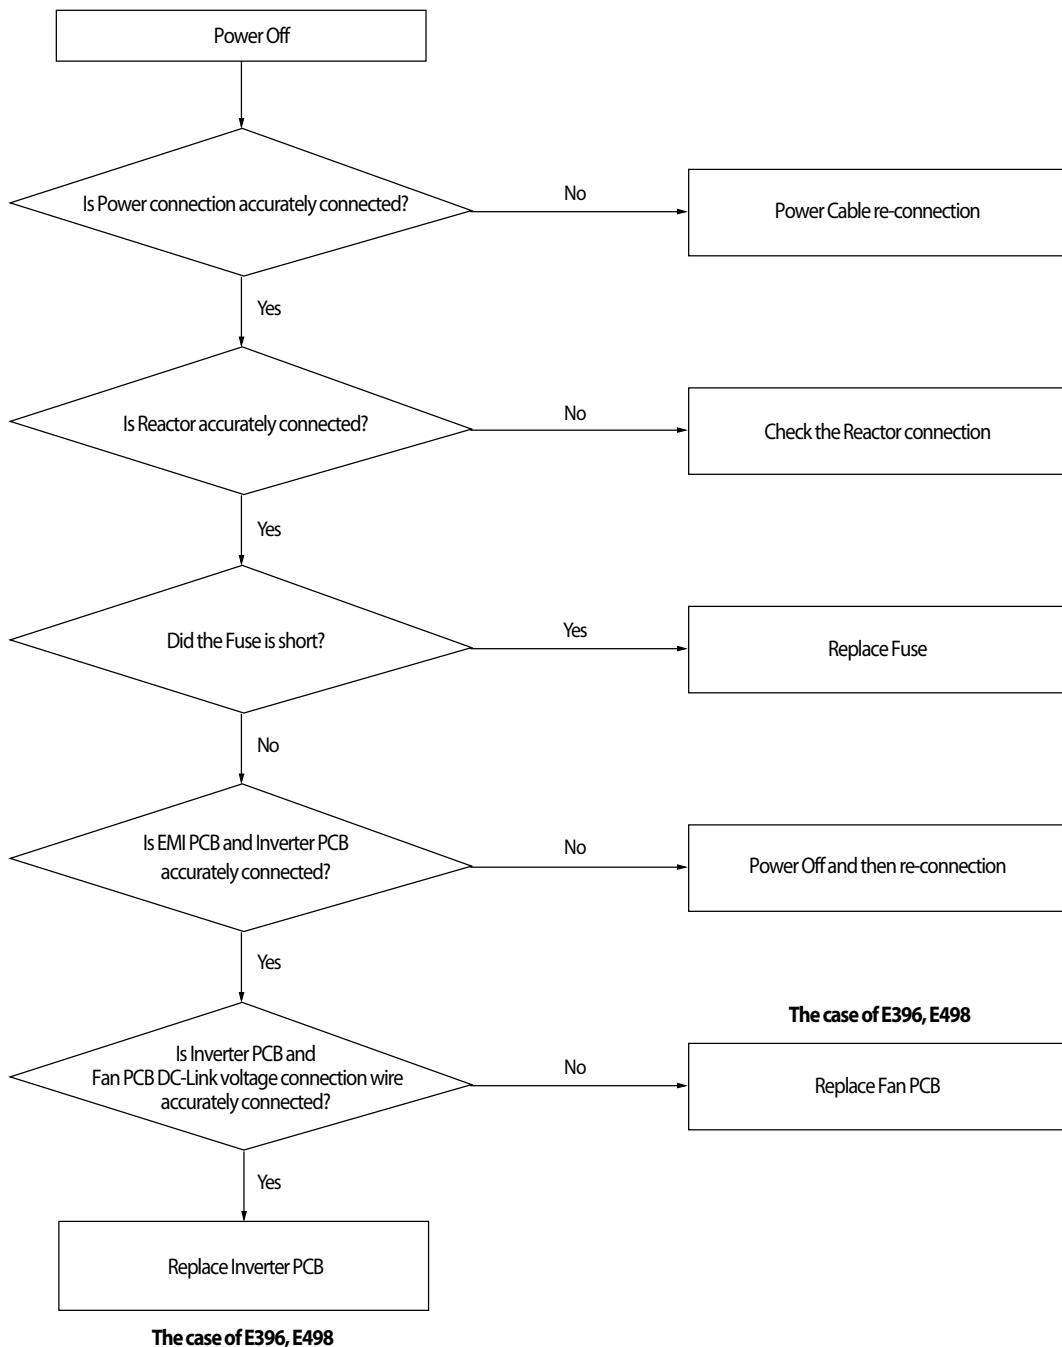 Power Off
Is Power connection accurately connected?
No
Power Cable re-connection
Yes
Is Reactor accurately connected?
No
Check the Reactor connection
Yes
Did the Fuse is short?
Yes
Replace Fuse
No
Is EMI PCB and Inverter PCB
accurately connected?
No
Power Off and then re-connection
Yes
The case of E396, E498
Is Inverter PCB and
Fan PCB DC-Link voltage connection wire
accurately connected?
No
Replace Fan PCB
Yes
Replace Inverter PCB
The case of E396, E498